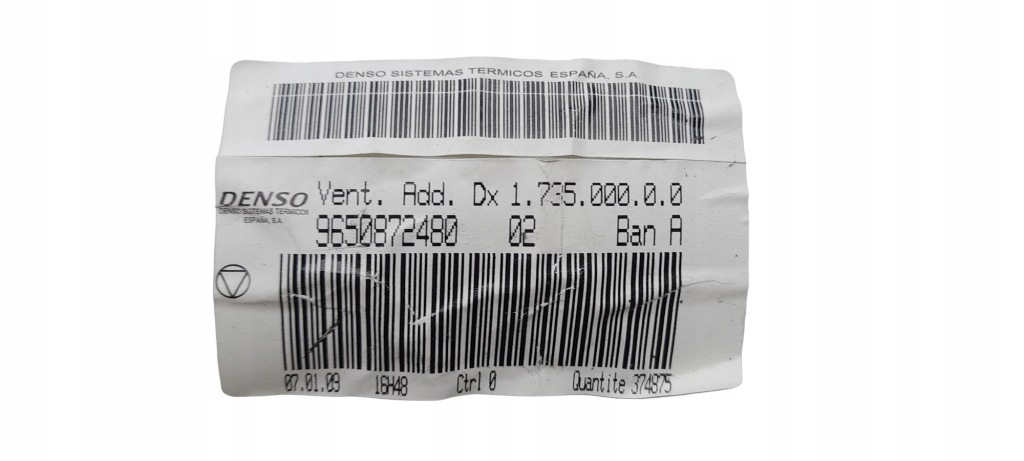 DENSO SISTEMAS TERMICOS ESPAÑA, S.A.
DENSO Vent. Add. Dx 1.735.000.0.0
DENSO SISTEMAS TERMICOS
ESPAÑA, S.A.
9650872480 02 Ban A
07.01.09 16H48 Ctrl 0 Quantite 374875